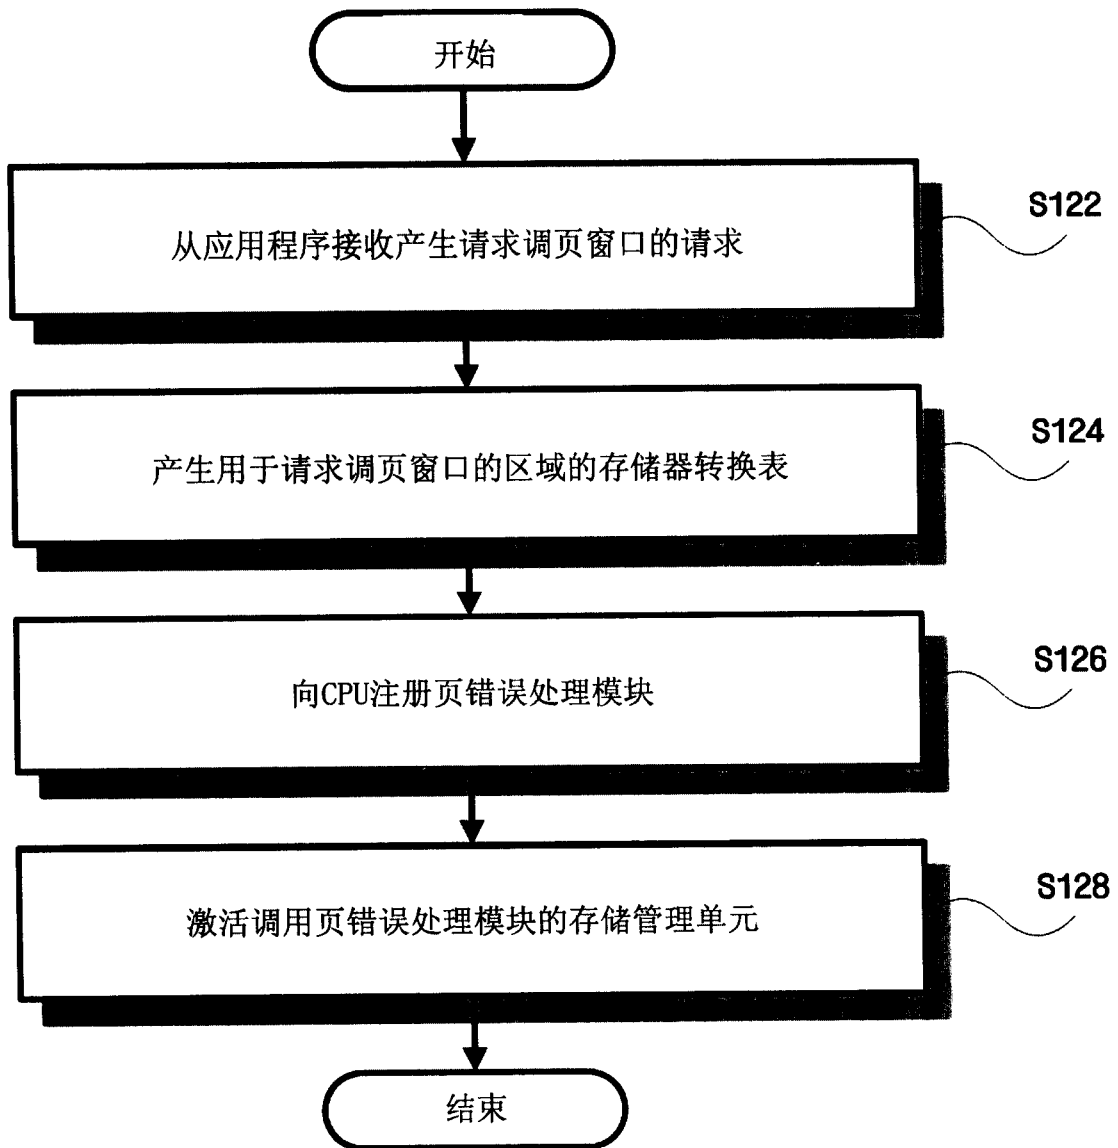 开始
从应用程序接收产生请求调页窗口的请求
S122
产生用于请求调页窗口的区域的存储器转换表
S124
向CPU注册页错误处理模块
S126
激活调用页错误处理模块的存储管理单元
S128
结束